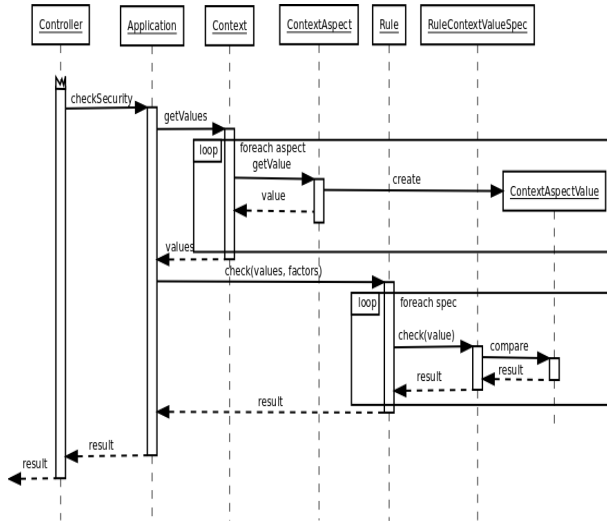 Controller
Application
Context
ContextAspect
Rule
RuleContextValueSpec
checkSecurity
getValues
loop
foreach aspect
getValue
create
ContextAspectValue
value
values
check(values, factors)
loop
foreach spec
check(value)
compare
result
result
result
result
result